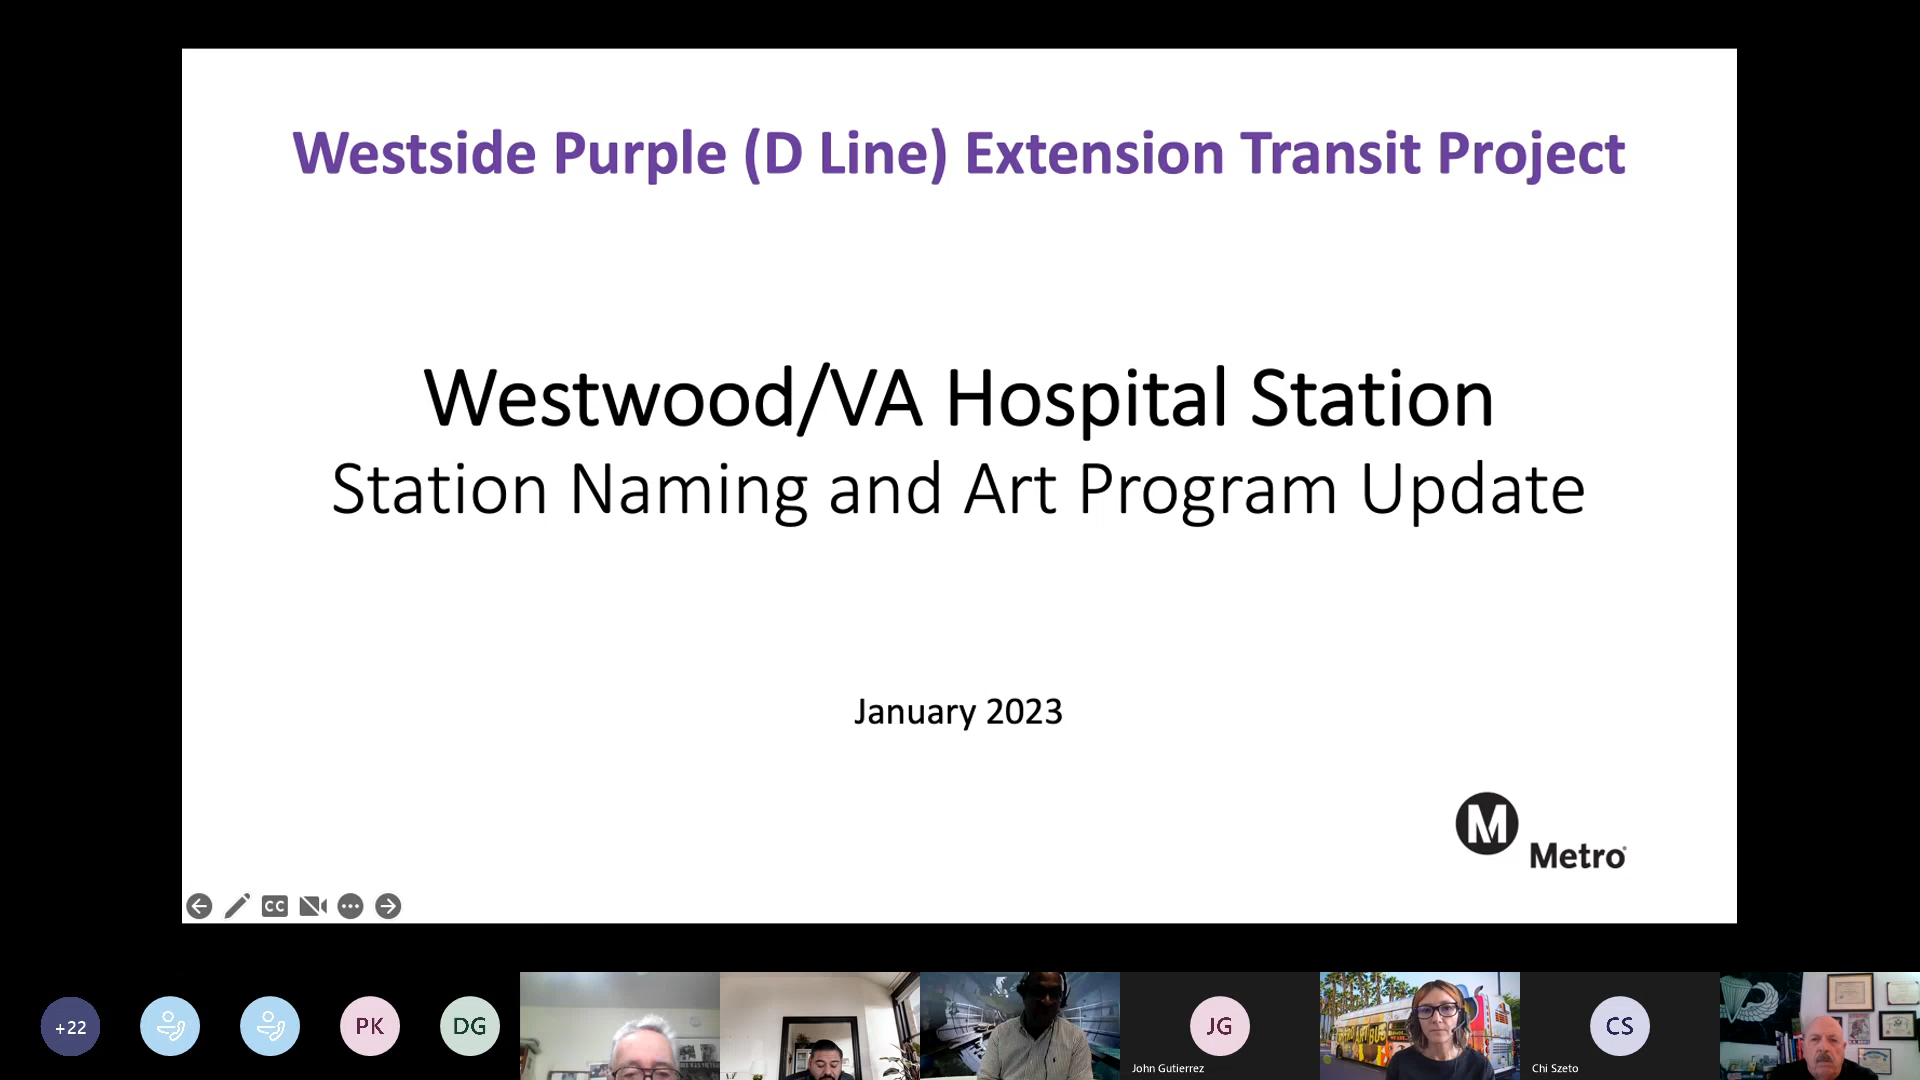 Westside Purple (D Line) Extension Transit Project
Westwood/VA Hospital Station
Station Naming and Art Program Update
January 2023
M
Metro
CC
+22
PK
DG
JG
John Gutierrez
CS
Chi Szeto